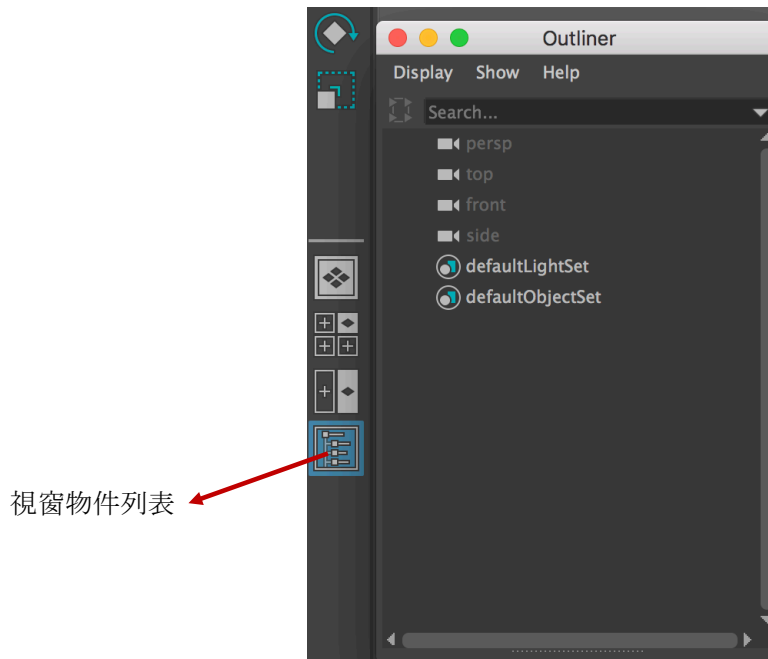 Outliner
Display Show Help
Search...
persp
top
front
side
defaultLightSet
defaultObjectSet
視窗物件列表